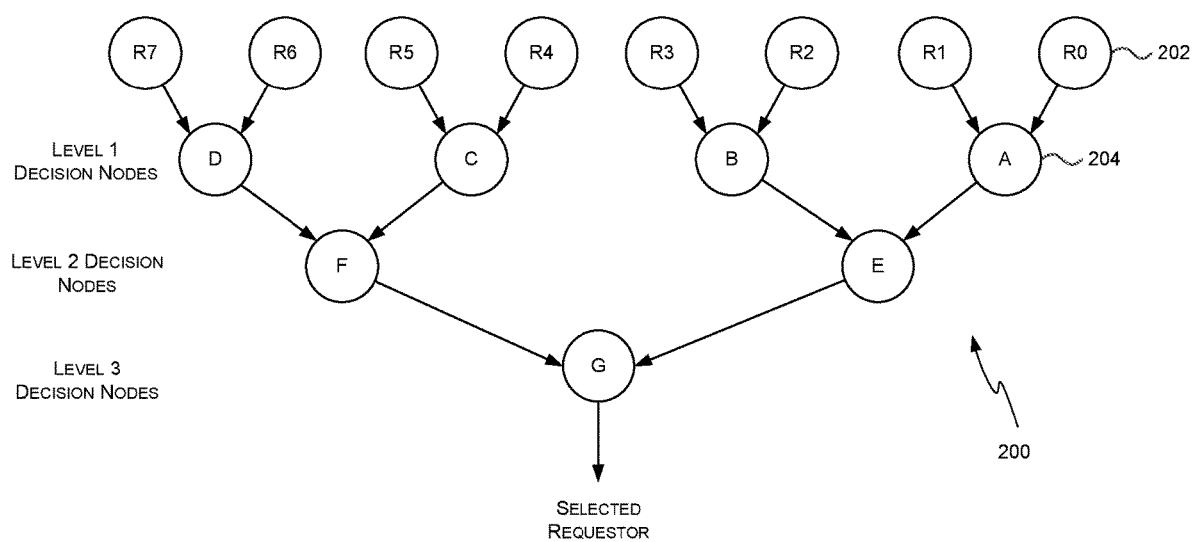 R7 R6 R5 R4 R3 R2 R1 R0 202
LEVEL 1
DECISION NODES
D C B A 204
LEVEL 2 DECISION
NODES
F E
LEVEL 3
DECISION NODES
G
200
SELECTED
REQUESTOR